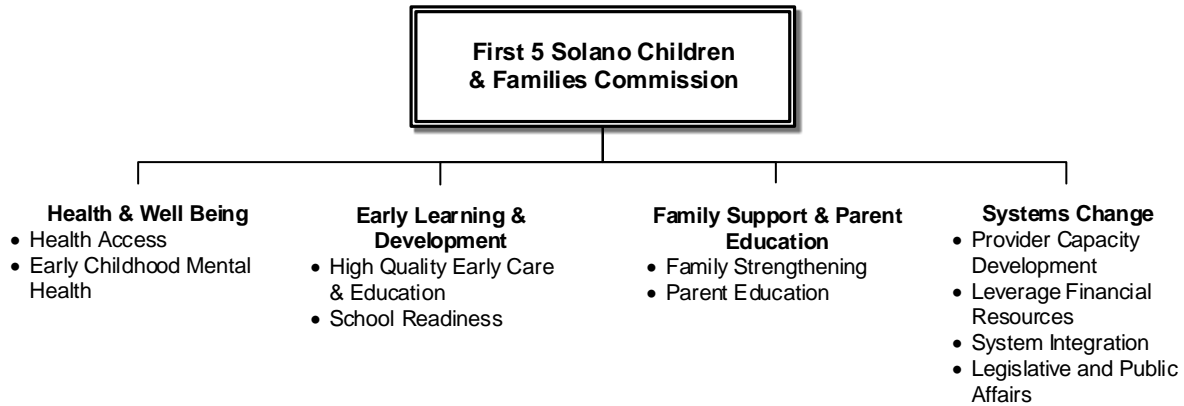 First 5 Solano Children
& Families Commission
Health & Well Being
• Health Access
• Early Childhood Mental
Health
Early Learning &
Development
• High Quality Early Care
& Education
• School Readiness
Family Support & Parent
Education
• Family Strengthening
• Parent Education
Systems Change
• Provider Capacity
Development
• Leverage Financial
Resources
• System Integration
• Legislative and Public
Affairs